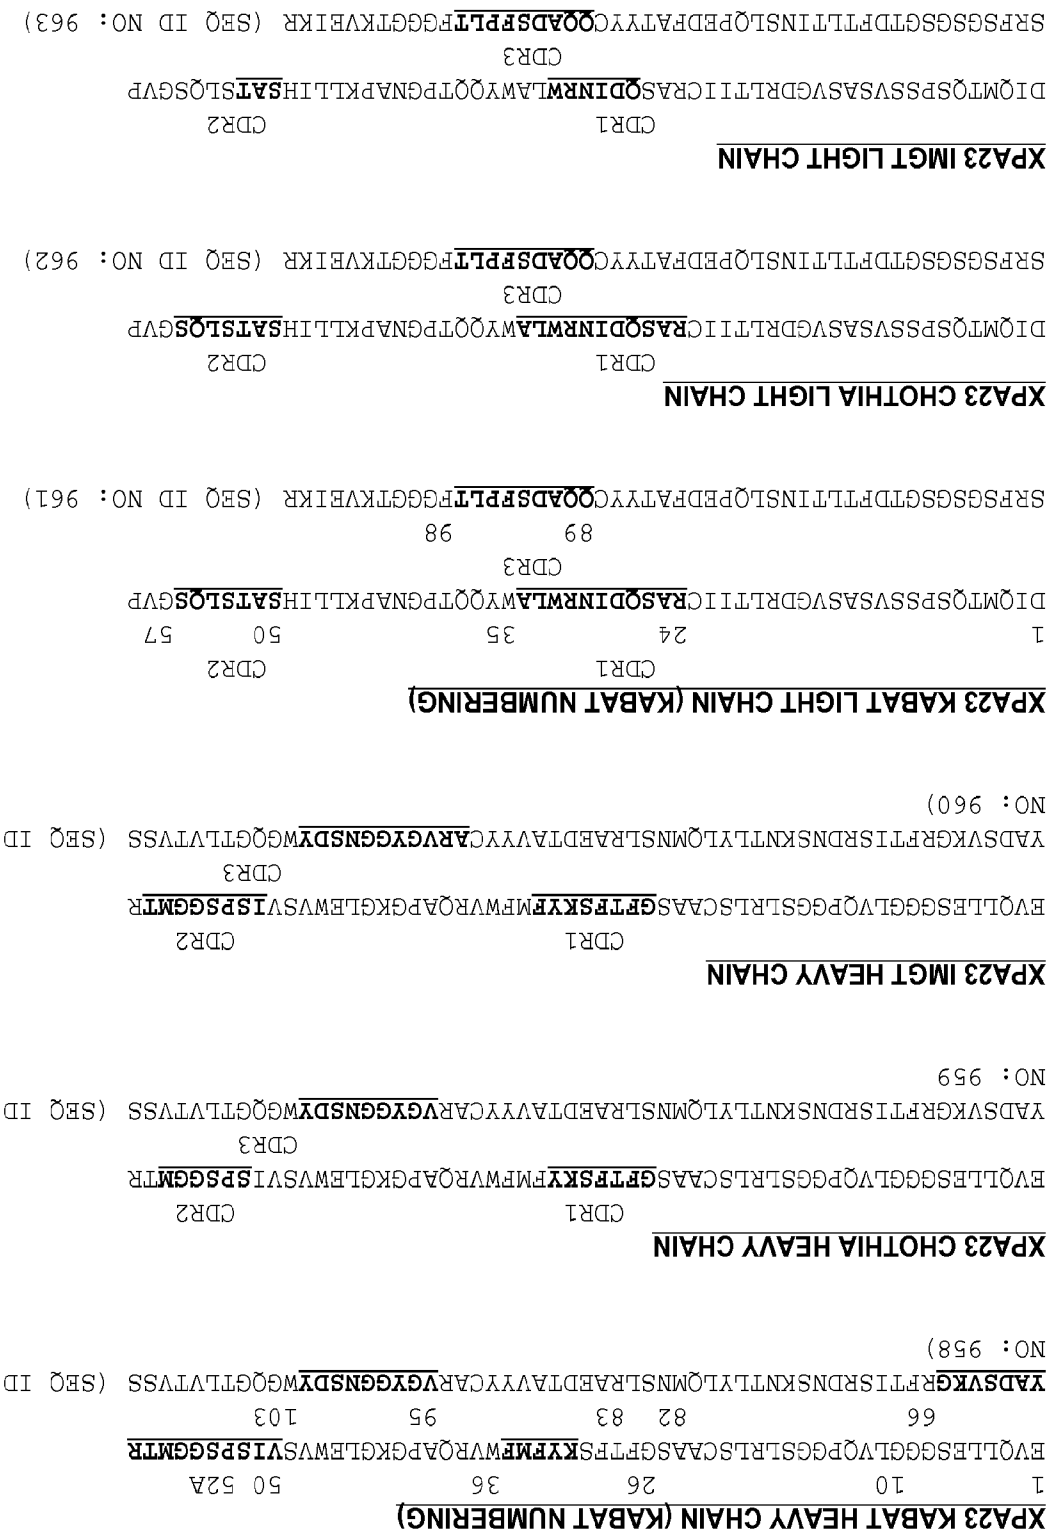 XPA23 KABAT HEAVY CHAIN (KABAT NUMBERING)
1 10 26 36 50 52A
EVQLLESGGGLVQPGGSLRLSCAASGFTFSKYFMFWVRQAPGKGLEWVSVISPSGGMTR
66 82 83 95 103
YADSVKGRFTISRDNSKNTLYLQMNSLRAEDTAVYYCARVGYGGNSDYWGQGTLVTVSS (SEQ ID
NO: 958)
XPA23 CHOTHIA HEAVY CHAIN
CDR1 CDR2
EVQLLESGGGLVQPGGSLRLSCAASGFTFSKYFMFWVRQAPGKGLEWVSVISPSGGMTR
CDR3
YADSVKGRFTISRDNSKNTLYLQMNSLRAEDTAVYYCARVGYGGNSDYWGQGTLVTVSS (SEQ ID
NO: 959
XPA23 IMGT HEAVY CHAIN
CDR1 CDR2
EVQLLESGGGLVQPGGSLRLSCAASGFTFSKYFMFWVRQAPGKGLEWVSVISPSGGMTR
CDR3
YADSVKGRFTISRDNSKNTLYLQMNSLRAEDTAVYYCARVGYGGNSDYWGQGTLVTVSS (SEQ ID
NO: 960)
XPA23 KABAT LIGHT CHAIN (KABAT NUMBERING)
CDR1 CDR2
1 24 35 50 57
DIQMTQSPSSVSASVGDRLTIICRASQDINRWLAWYQQTPGNAPKLLIHSATSLQSGVP
CDR3
89 98
SRFSGSGSGTDFTLTINSLQPEDFATYYCQQADSFPLTFGGGTKVEIKR (SEQ ID NO: 961)
XPA23 CHOTHIA LIGHT CHAIN
CDR1 CDR2
DIQMTQSPSSVSASVGDRLTIICRASQDINRWLAWYQQTPGNAPKLLIHSATSLQSGVP
CDR3
SRFSGSGSGTDFTLTINSLQPEDFATYYCQQADSFPLTFGGGTKVEIKR (SEQ ID NO: 962)
XPA23 IMGT LIGHT CHAIN
CDR1 CDR2
DIQMTQSPSSVSASVGDRLTIICRASQDINRWLAWYQQTPGNAPKLLIHSATSLQSGVP
CDR3
SRFSGSGSGTDFTLTINSLQPEDFATYYCQQADSFPLTFGGGTKVEIKR (SEQ ID NO: 963)